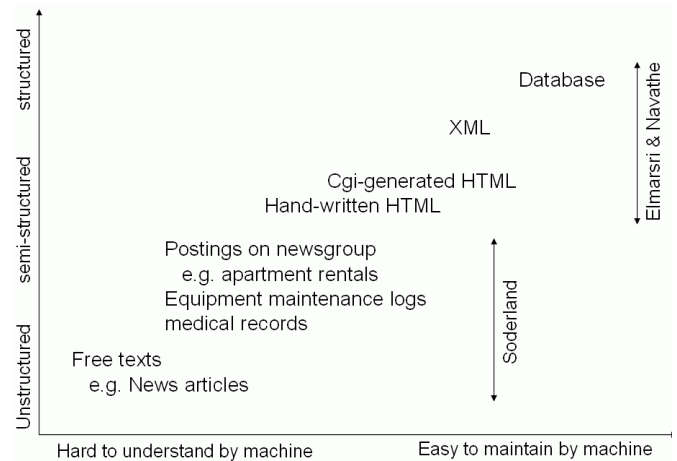 structured
Database
Elmarsri & Navathe
XML
Cgi-generated HTML
Hand-written HTML
semi-structured
Postings on newsgroup
e.g. apartment rentals
Equipment maintenance logs
medical records
Soderland
Unstructured
Free texts
e.g. News articles
Hard to understand by machine
Easy to maintain by machine